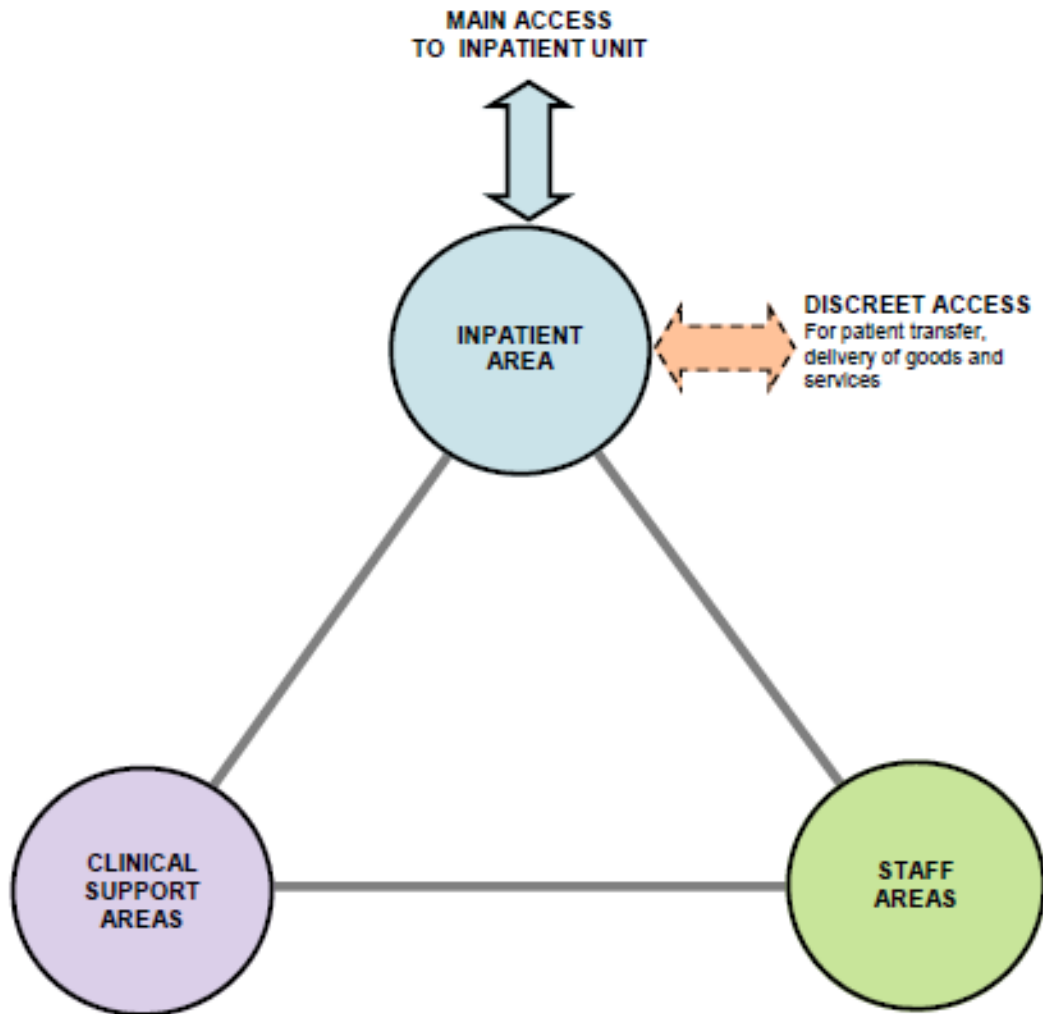 MAIN ACCESS
TO INPATIENT UNIT
INPATIENT
AREA
DISCREET ACCESS
For patient transfer,
delivery of goods and
services
CLINICAL
SUPPORT
AREAS
STAFF
AREAS